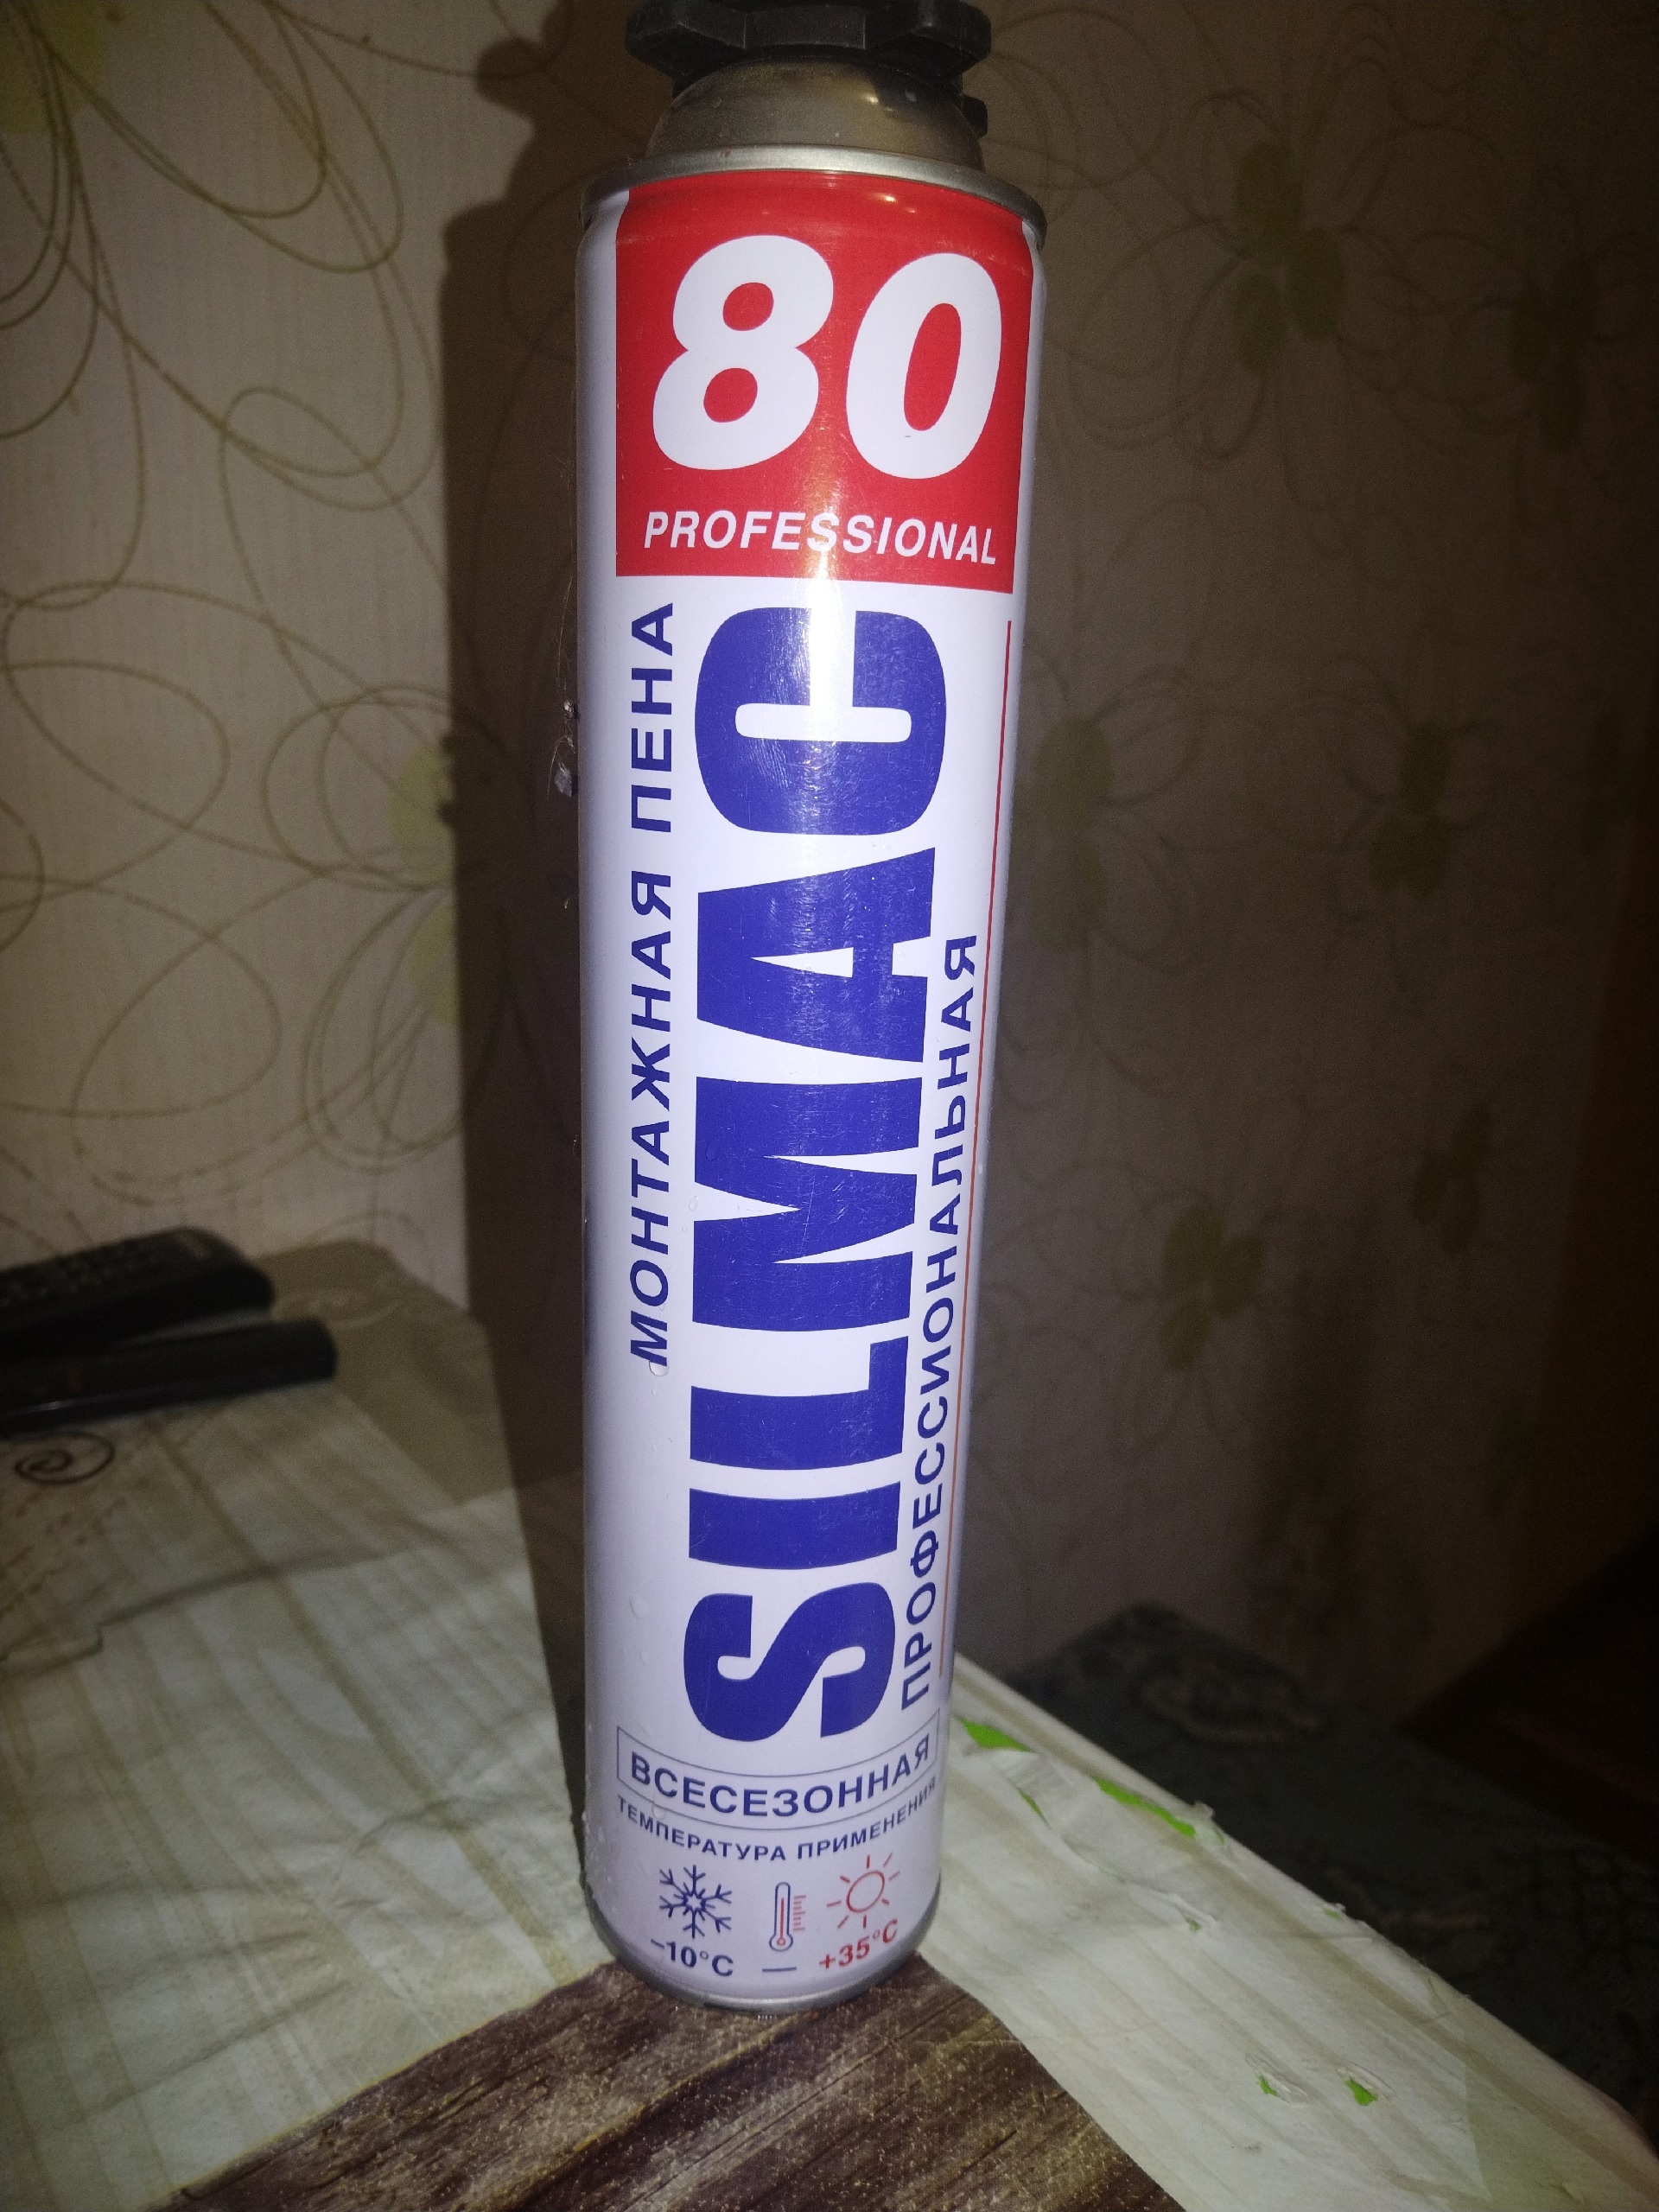 80
PROFESSIONAL
МОНТАЖНАЯ ПЕНА
SILMAC
ПРОФЕССИОНАЛЬНАЯ
ВСЕСЕЗОННАЯ
ТЕМПЕРАТУРА ПРИМЕНЕНИЯ
-10°C — +35°C